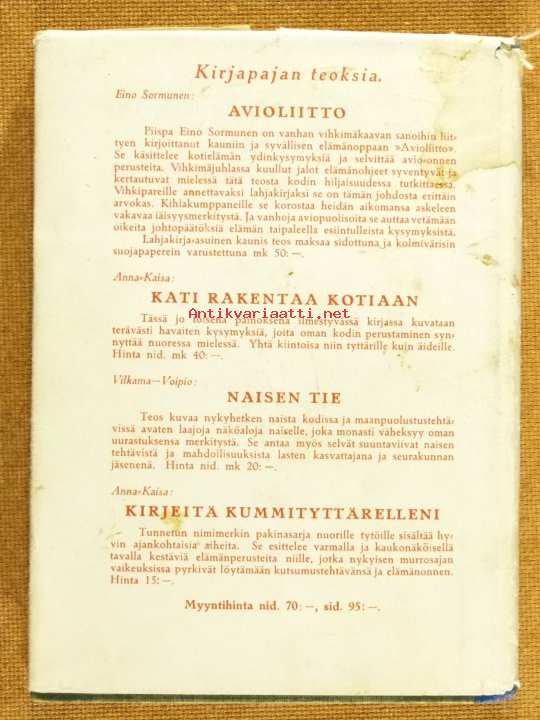 Kirjapajan teoksia.
Eino Sormunen:
AVIOLIITTO
Piispa Eino Sormunen on vanhan vihkimäkaavan sanoihin liit-
tyen kirjoittanut kauniin ja syvällisen elämänoppaan »Avioliitto».
Se käsittelee kotielämän ydinkysymyksiä ja selvittää avio-onnen
perusteita. Vihkimäjuhlassa kuullut jalot elämänohjeet syventyvät ja
kertautuvat mielessä tätä teosta kodin hiljaisuudessa tutkittaessa.
Vihkipareille annettavaksi lahjakirjaksi se on tämän johdosta erittäin
arvokas. Kihlakumppaneille se korostaa heidän aikomansa askeleen
vakavaa iäisyysmerkitystä. Ja vanhoja aviopuolisoita se auttaa vetämään
oikeita johtopäätöksiä elämän taipaleella esiintulleista kysymyksistä.
Lahjakirja-asuinen kaunis teos maksaa sidottuna ja kolmivärisin
suojapaperein varustettuna mk 50:—.
Anna-Kaisa:
KATI RAKENTAA KOTIAAN
Antikvariaatti.net
Tässä jo toisena painoksena ilmestyvässä kirjassa kuvataan
terävästi havaiten kysymyksiä, joita oman kodin perustaminen syn-
nyttää nuoressa mielessä. Yhtä kiintoisa niin tyttärille kuin äideille.
Hinta nid. mk 40:—.
Vilkama—Voipio:
NAISEN TIE
Teos kuvaa nykyhetken naista kodissa ja maanpuolustustehtä-
vissä avaten laajoja näköaloja naiselle, joka monasti väheksyy oman
uurastuksensa merkitystä. Se antaa myös selvät suuntaviivat naisen
tehtävistä ja mahdollisuuksista lasten kasvattajana ja seurakunnan
jäsenenä. Hinta nid. mk 20:—.
Anna-Kaisa:
KIRJEITÄ KUMMITYTTÄRELLENI
Tunnetun nimimerkin pakinasarja nuorille tytöille sisältää hy-
vin ajankohtaisia aiheita. Se esittelee varmalla ja kaukonäköisellä
tavalla kestäviä elämänperusteita niille, jotka nykyisen murrosajan
vaikeuksissa pyrkivät löytämään kutsumustehtävänsä ja elämänonnen.
Hinta 15:—.
Myyntihinta nid. 70:—, sid. 95:—.